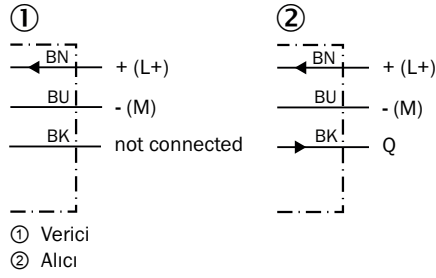 ① ②
BN + (L+) BN + (L+)
BU - (M) BU - (M)
BK not connected BK Q
① Verici
② Alıcı